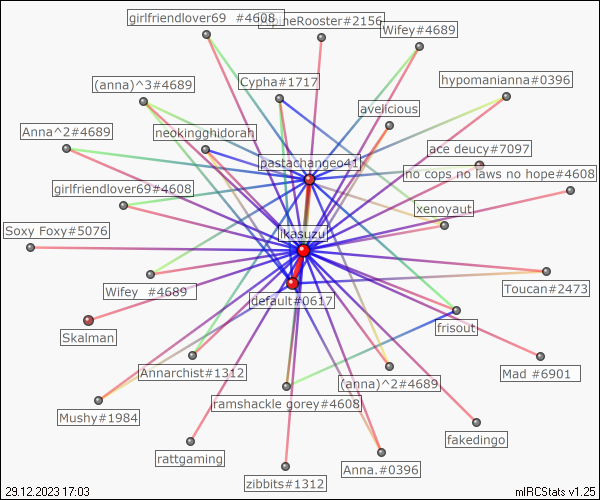 girlfriendlover69 #4608
pineRooster#2156
Wifey#4689
Cypha#1717
(anna)^3#4689
hypomanianna#0396
avelicious
Anna^2#4689
neokingghidorah
ace deucy#7097
pastachangeo41
no cops no laws no hope#4608
girlfriendlover69#4608
xenoyaut
Soxy Foxy#5076
ikasuzu
Wifey #4689
default#0617
Toucan#2473
Skalman
frisout
Annarchist#1312
Mad #6901
(anna)^2#4689
ramshackle gorey#4608
Mushy#1984
fakedingo
rattgaming
Anna.#0396
zibbits#1312
29.12.2023 17:03
mIRCStats v1.25